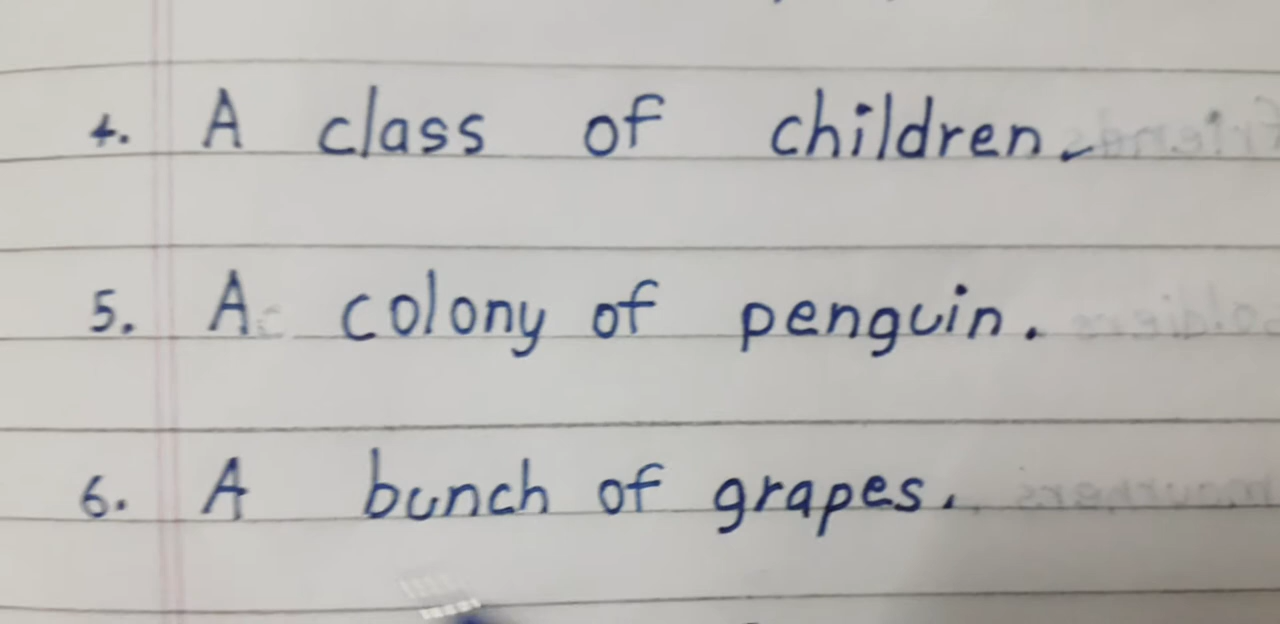 4. A class of children.
5. A colony of penguin.
6. A bunch of grapes.